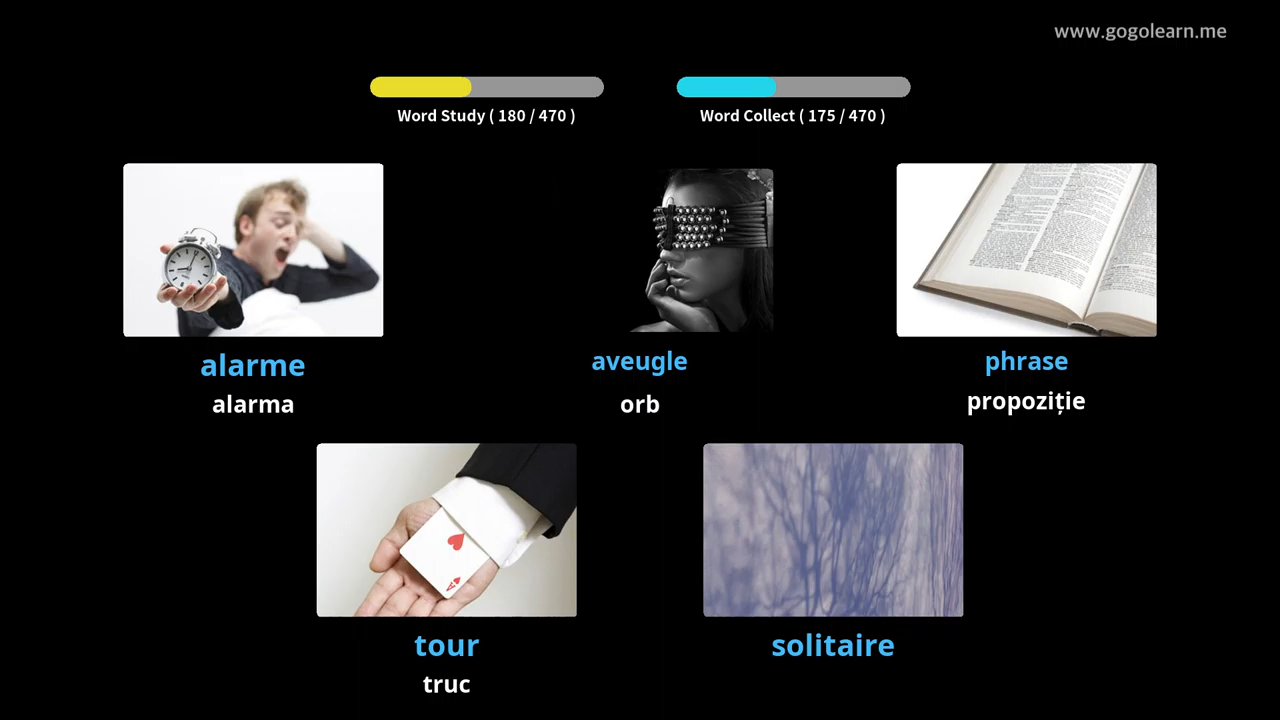 www.gogolearn.me
Word Study ( 180 / 470 )
Word Collect ( 175 / 470 )
alarme
alarma
aveugle
orb
phrase
propoziție
tour
truc
solitaire